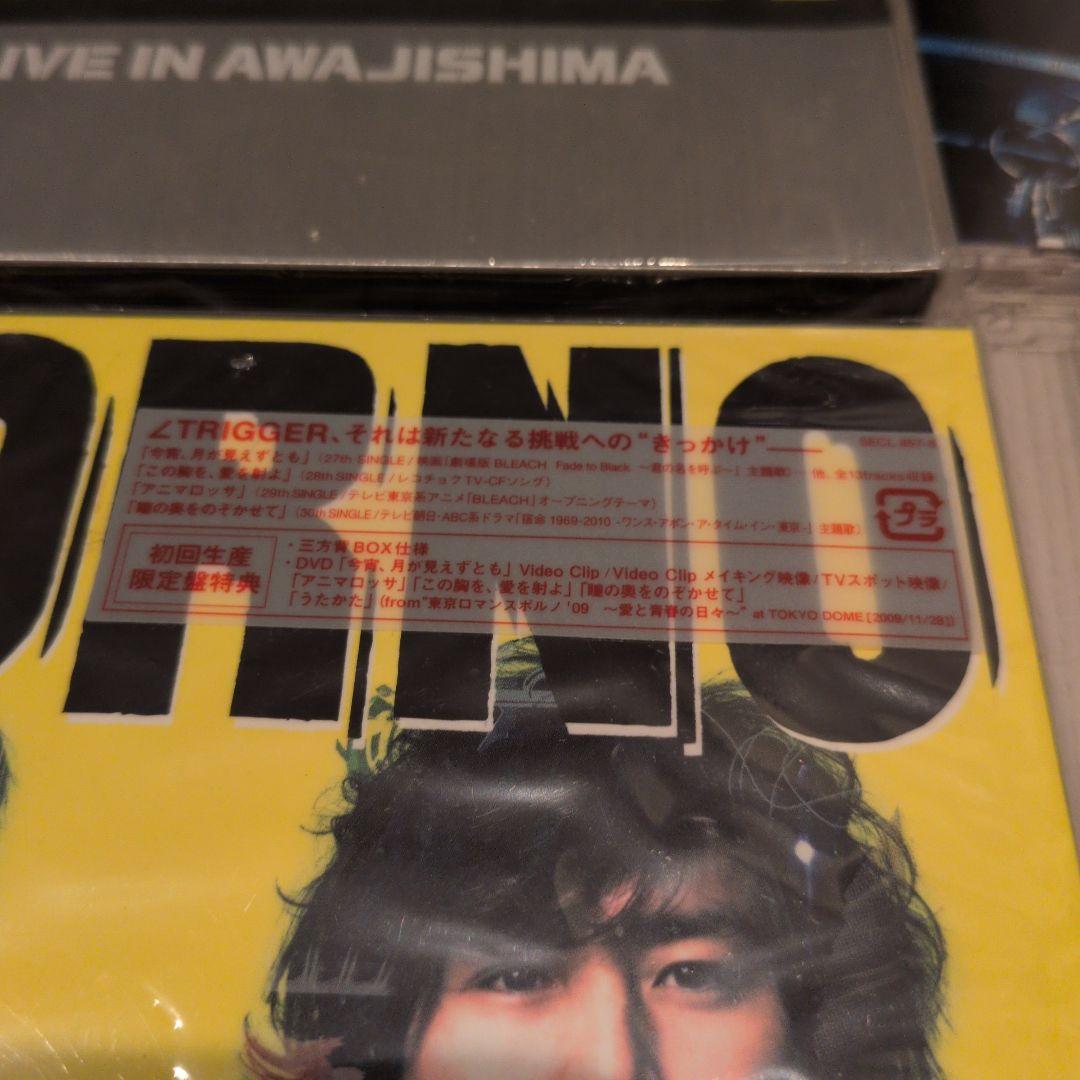 LIVE IN AWAJISHIMA
PORNO
∠TRIGGER、それは新たなる挑戦への“きっかけ”――
SECL 857-8
「今宵、月が見えずとも」(27th SINGLE/映画「劇場版 BLEACH Fade to Black 〜君の名を呼ぶ〜」主題歌) 他、全13tracks収録
「この胸を、愛を射よ」(28th SINGLE/レコチョクTV-CFソング)
「アニマロッサ」(29th SINGLE/テレビ東京系アニメ「BLEACH」オープニングテーマ)
「瞳の奥をのぞかせて」(30th SINGLE/テレビ朝日・ABC系ドラマ「宿命 1969-2010 -ワンス・アポン・ア・タイム・イン・東京-」主題歌)
プラ
初回生産
限定盤特典
・三方背BOX仕様
・DVD「今宵、月が見えずとも」Video Clip/Video Clip メイキング映像/TVスポット映像/
「アニマロッサ」「この胸を、愛を射よ」「瞳の奥をのぞかせて」
「うたかた」(from“東京ロマンスポルノ'09 〜愛と青春の日々〜” at TOKYO DOME [2009/11/28])